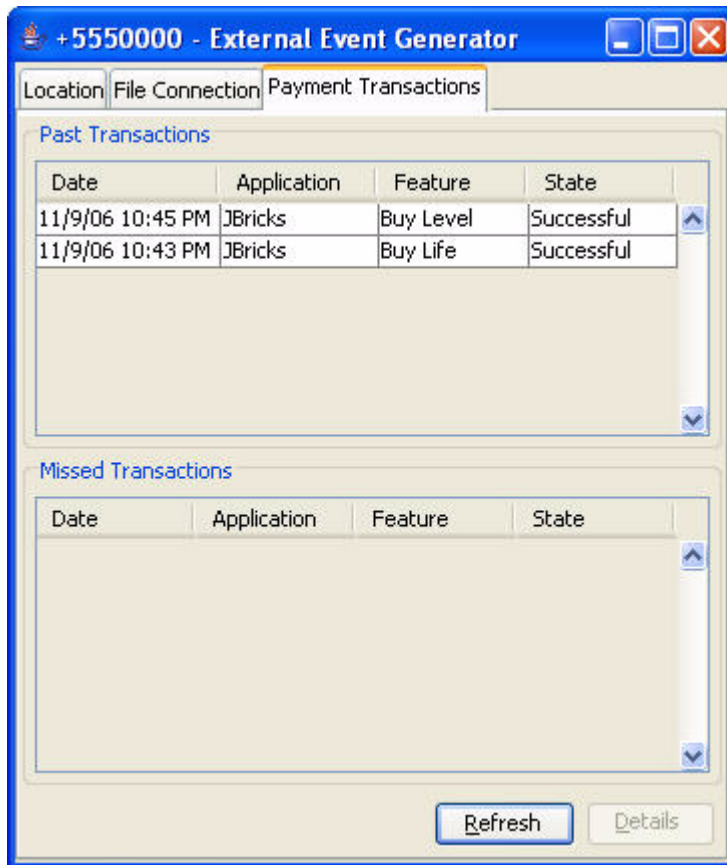 +5550000 - External Event Generator
Location File Connection Payment Transactions
Past Transactions
Date Application Feature State
11/9/06 10:45 PM JBricks Buy Level Successful
11/9/06 10:43 PM JBricks Buy Life Successful
Missed Transactions
Date Application Feature State
Refresh Details